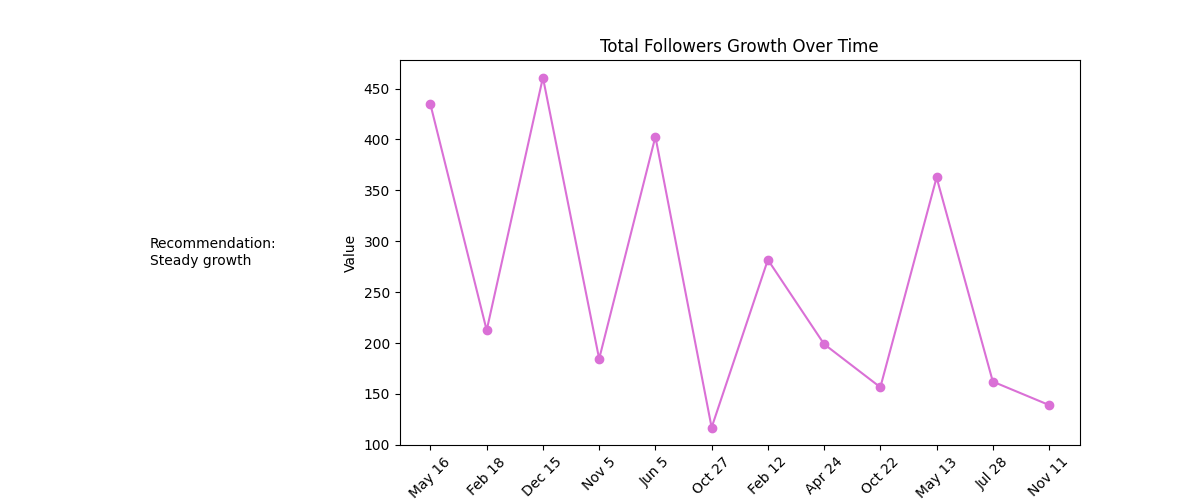 Total Followers Growth Over Time
450
400
350
300
250
200
150
100
Value
Recommendation:
Steady growth
May 16
Feb 18
Dec 15
Nov 5
Jun 5
Oct 27
Feb 12
Apr 24
Oct 22
May 13
Jul 28
Nov 11